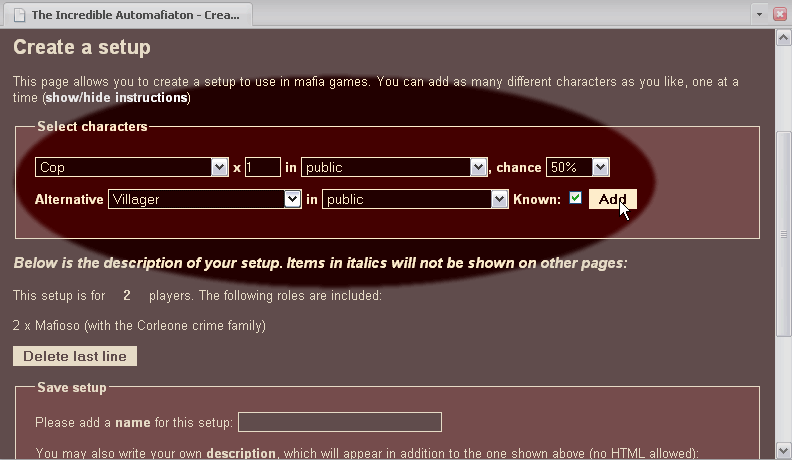 The Incredible Automafiaton - Crea...
Create a setup
This page allows you to create a setup to use in mafia games. You can add as many different characters as you like, one at a
time (show/hide instructions)
Select characters
Cop x 1 in public , chance 50%
Alternative Villager in public Known: Add
Below is the description of your setup. Items in italics will not be shown on other pages:
This setup is for 2 players. The following roles are included:
2 x Mafioso (with the Corleone crime family)
Delete last line
Save setup
Please add a name for this setup:
You may also write your own description, which will appear in addition to the one shown above (no HTML allowed):